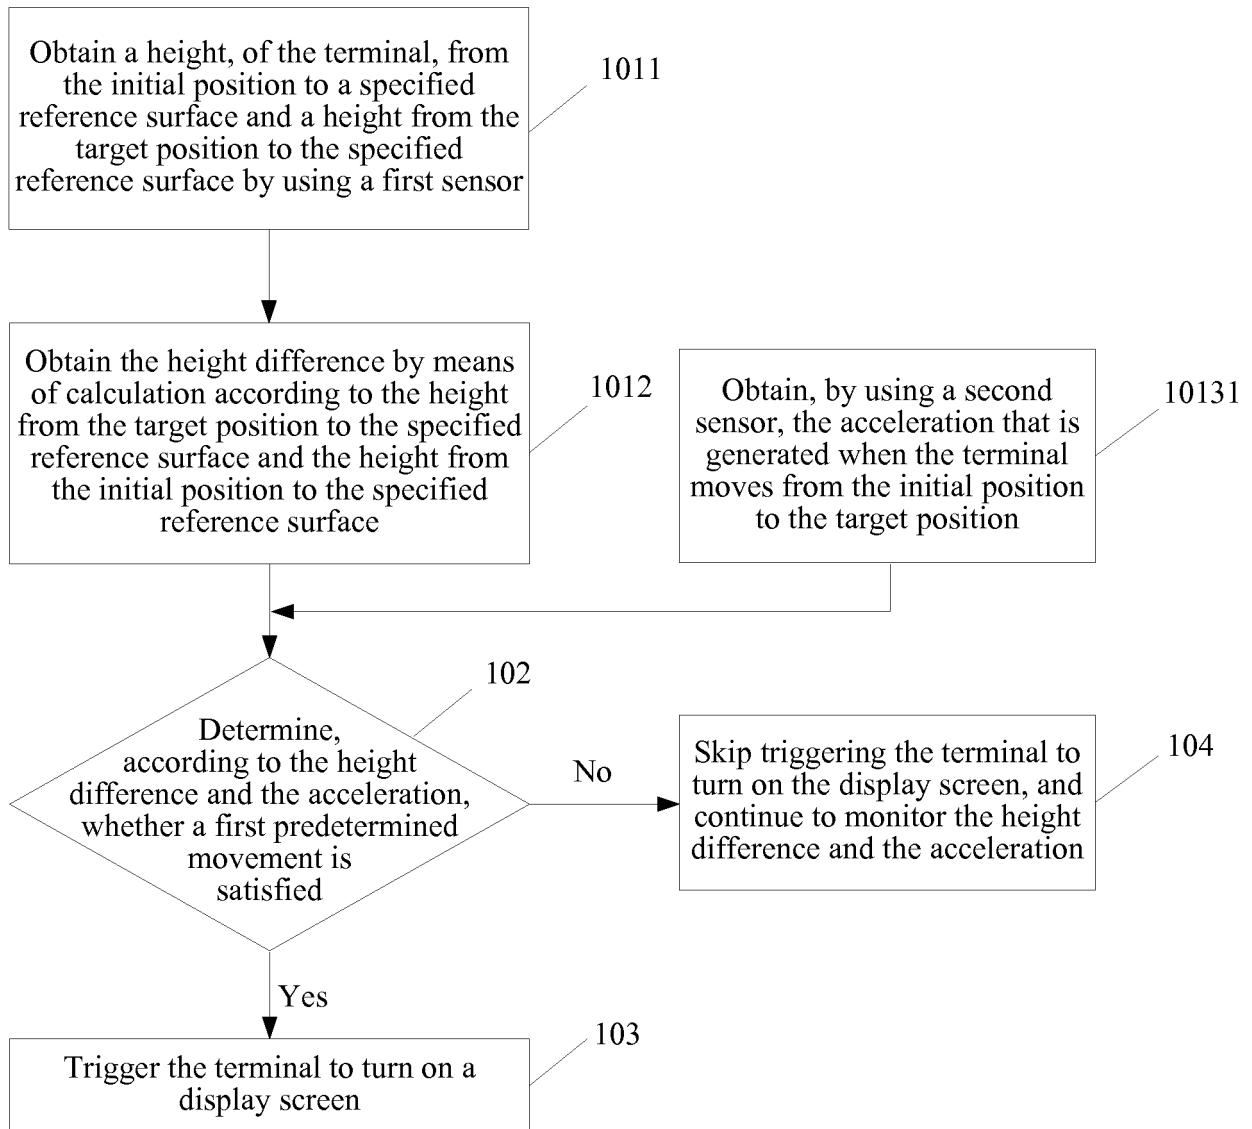 Obtain a height, of the terminal, from
the initial position to a specified
reference surface and a height from the
target position to the specified
reference surface by using a first sensor
1011
Obtain the height difference by means
of calculation according to the height
from the target position to the specified
reference surface and the height from
the initial position to the specified
reference surface
1012
Obtain, by using a second
sensor, the acceleration that is
generated when the terminal
moves from the initial position
to the target position
10131
Determine,
according to the height
difference and the acceleration,
whether a first predetermined
movement is
satisfied
102
No
Skip triggering the terminal to
turn on the display screen, and
continue to monitor the height
difference and the acceleration
104
Yes
Trigger the terminal to turn on a
display screen
103